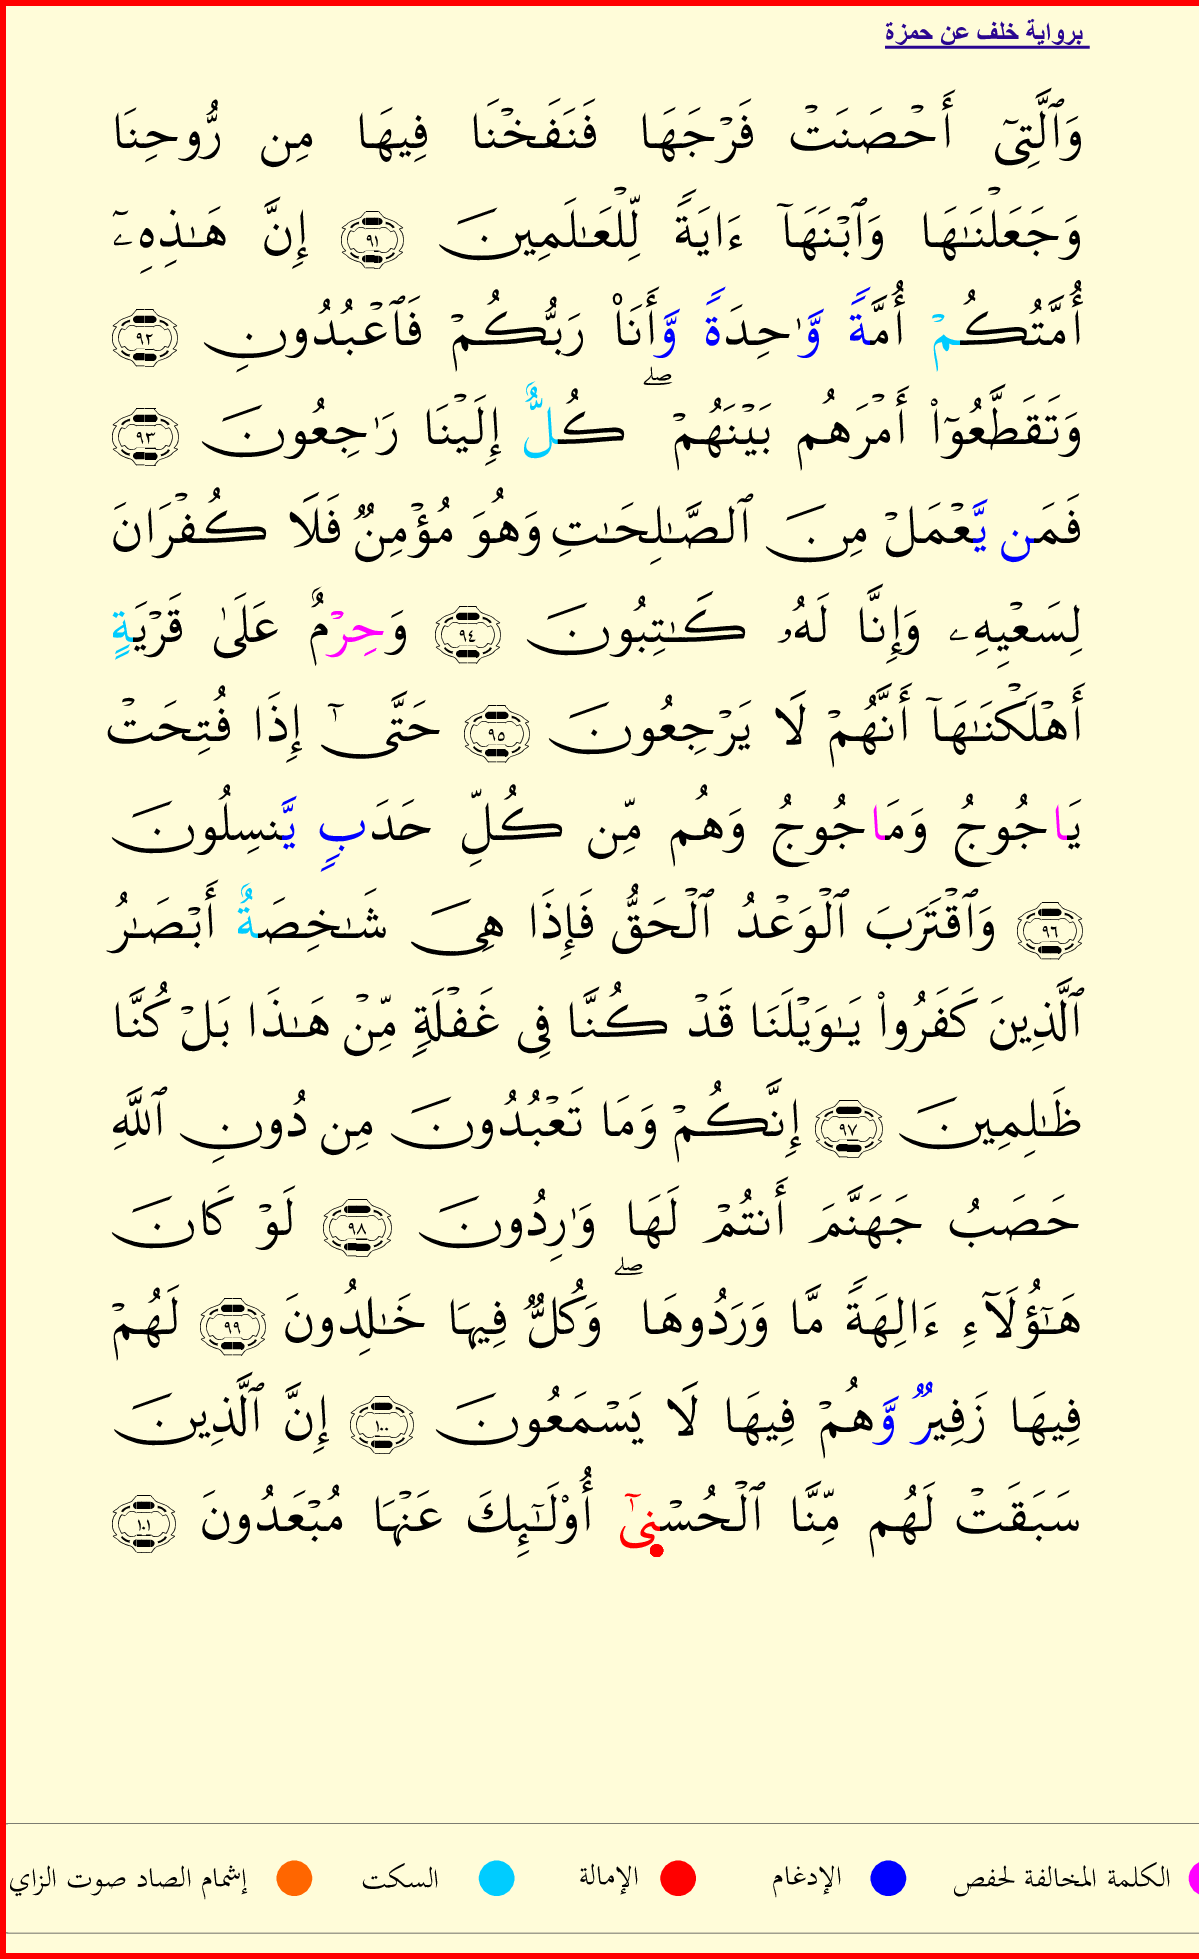 برواية خلف عن حمزة
وَٱلَّتِىٓ أَحْصَنَتْ فَرْجَهَا فَنَفَخْنَا فِيهَا مِن رُّوحِنَا
وَجَعَلْنَـٰهَا وَٱبْنَهَآ ءَايَةً لِّلْعَـٰلَمِينَ ٩١ إِنَّ هَـٰذِهِۦٓ
أُمَّتُكُمْ أُمَّةً وَّٰحِدَةً وَّأَنَا۠ رَبُّكُمْ فَٱعْبُدُونِ ٩٢
وَتَقَطَّعُوٓا۟ أَمْرَهُم بَيْنَهُمْ ۖ كُلٌّ إِلَيْنَا رَٰجِعُونَ ٩٣
فَمَن يَّعْمَلْ مِنَ ٱلصَّـٰلِحَـٰتِ وَهُوَ مُؤْمِنٌ فَلَا كُفْرَانَ
لِسَعْيِهِۦ وَإِنَّا لَهُۥ كَـٰتِبُونَ ٩٤ وَحِرْمٌ عَلَىٰ قَرْيَةٍ
أَهْلَكْنَـٰهَآ أَنَّهُمْ لَا يَرْجِعُونَ ٩٥ حَتَّىٰٓ إِذَا فُتِحَتْ
يَاجُوجُ وَمَاجُوجُ وَهُم مِّن كُلِّ حَدَبٍ يَّنسِلُونَ
٩٦ وَٱقْتَرَبَ ٱلْوَعْدُ ٱلْحَقُّ فَإِذَا هِىَ شَـٰخِصَةٌ أَبْصَـٰرُ
ٱلَّذِينَ كَفَرُوا۟ يَـٰوَيْلَنَا قَدْ كُنَّا فِى غَفْلَةٍ مِّنْ هَـٰذَا بَلْ كُنَّا
ظَـٰلِمِينَ ٩٧ إِنَّكُمْ وَمَا تَعْبُدُونَ مِن دُونِ ٱللَّهِ
حَصَبُ جَهَنَّمَ أَنتُمْ لَهَا وَٰرِدُونَ ٩٨ لَوْ كَانَ
هَـٰٓؤُلَآءِ ءَالِهَةً مَّا وَرَدُوهَا ۖ وَكُلٌّ فِيهَا خَـٰلِدُونَ ٩٩ لَهُمْ
فِيهَا زَفِيرٌ وَّهُمْ فِيهَا لَا يَسْمَعُونَ ١٠٠ إِنَّ ٱلَّذِينَ
سَبَقَتْ لَهُم مِّنَّا ٱلْحُسْنِىٰٓ أُو۟لَـٰٓئِكَ عَنْهَا مُبْعَدُونَ ١٠١
الكلمة المخالفة لحفص الإدغام الإمالة السكت إشمام الصاد صوت الزاي